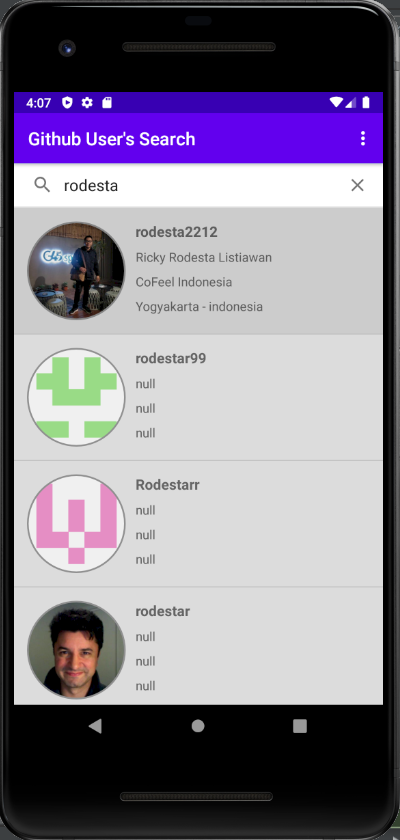 4:07
Github User's Search
rodesta
rodesta2212
Ricky Rodesta Listiawan
CoFeel Indonesia
Yogyakarta - indonesia
rodestar99
null
null
null
Rodestarr
null
null
null
rodestar
null
null
null